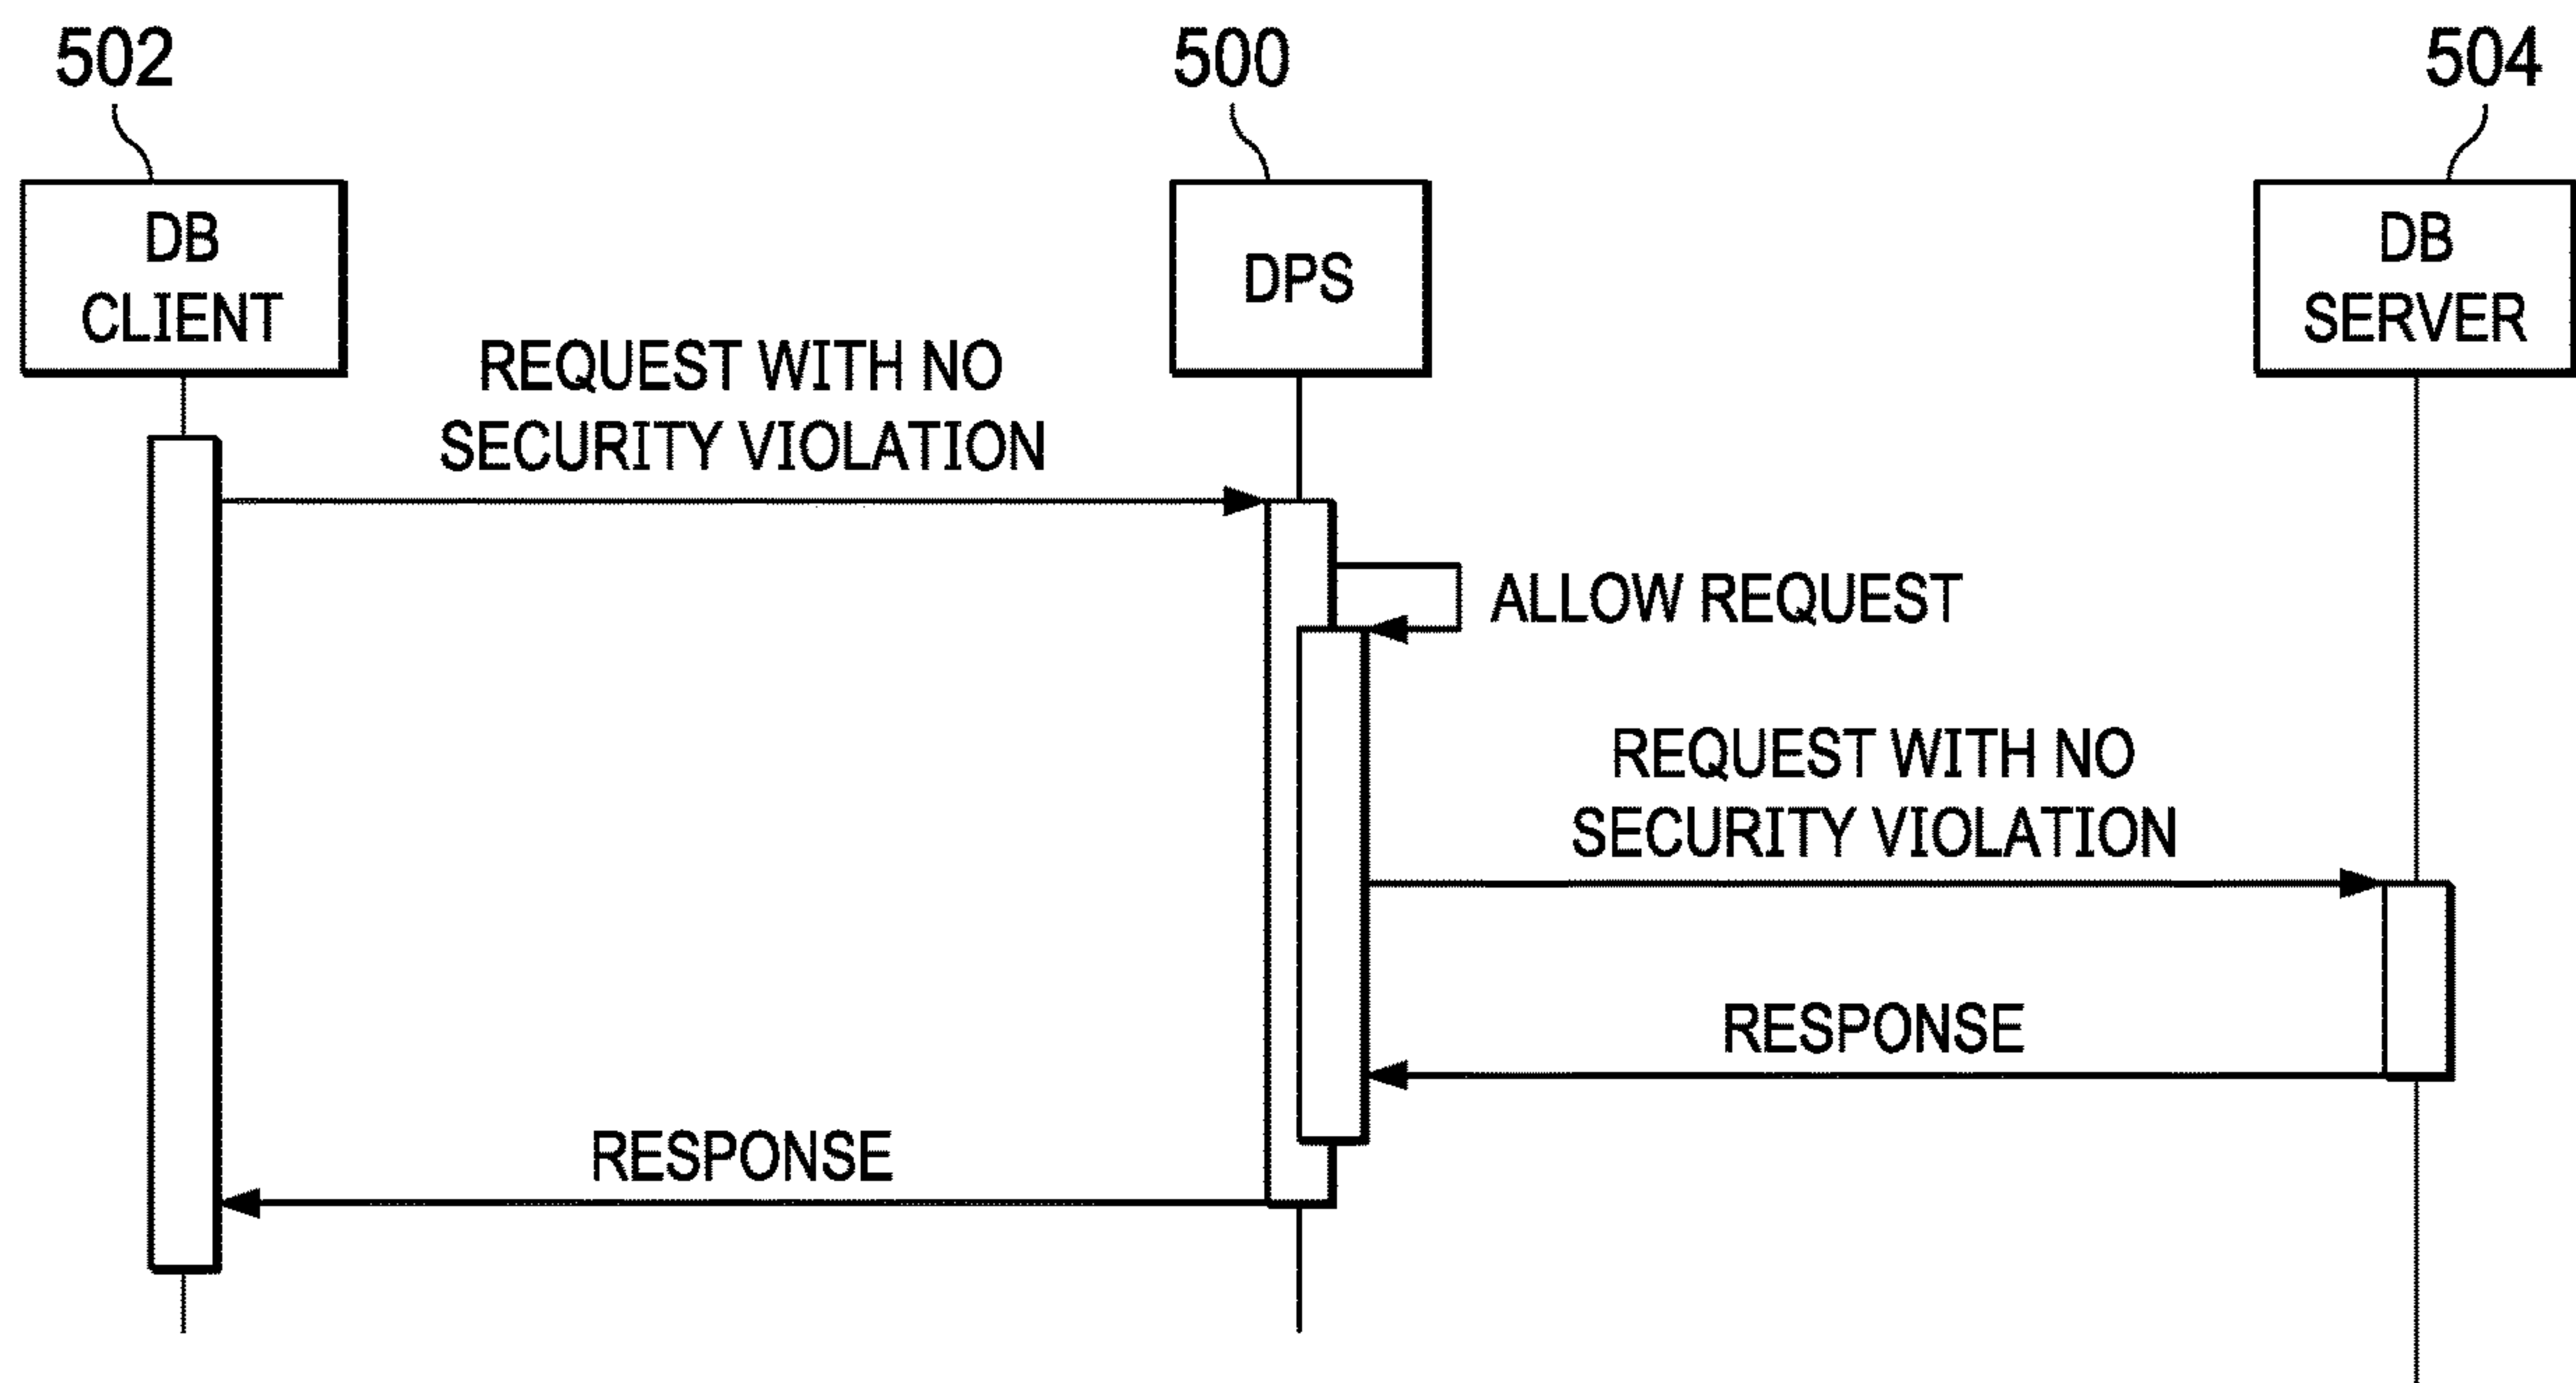 502
500
504
DB
CLIENT
DPS
DB
SERVER
REQUEST WITH NO
SECURITY VIOLATION
ALLOW REQUEST
REQUEST WITH NO
SECURITY VIOLATION
RESPONSE
RESPONSE